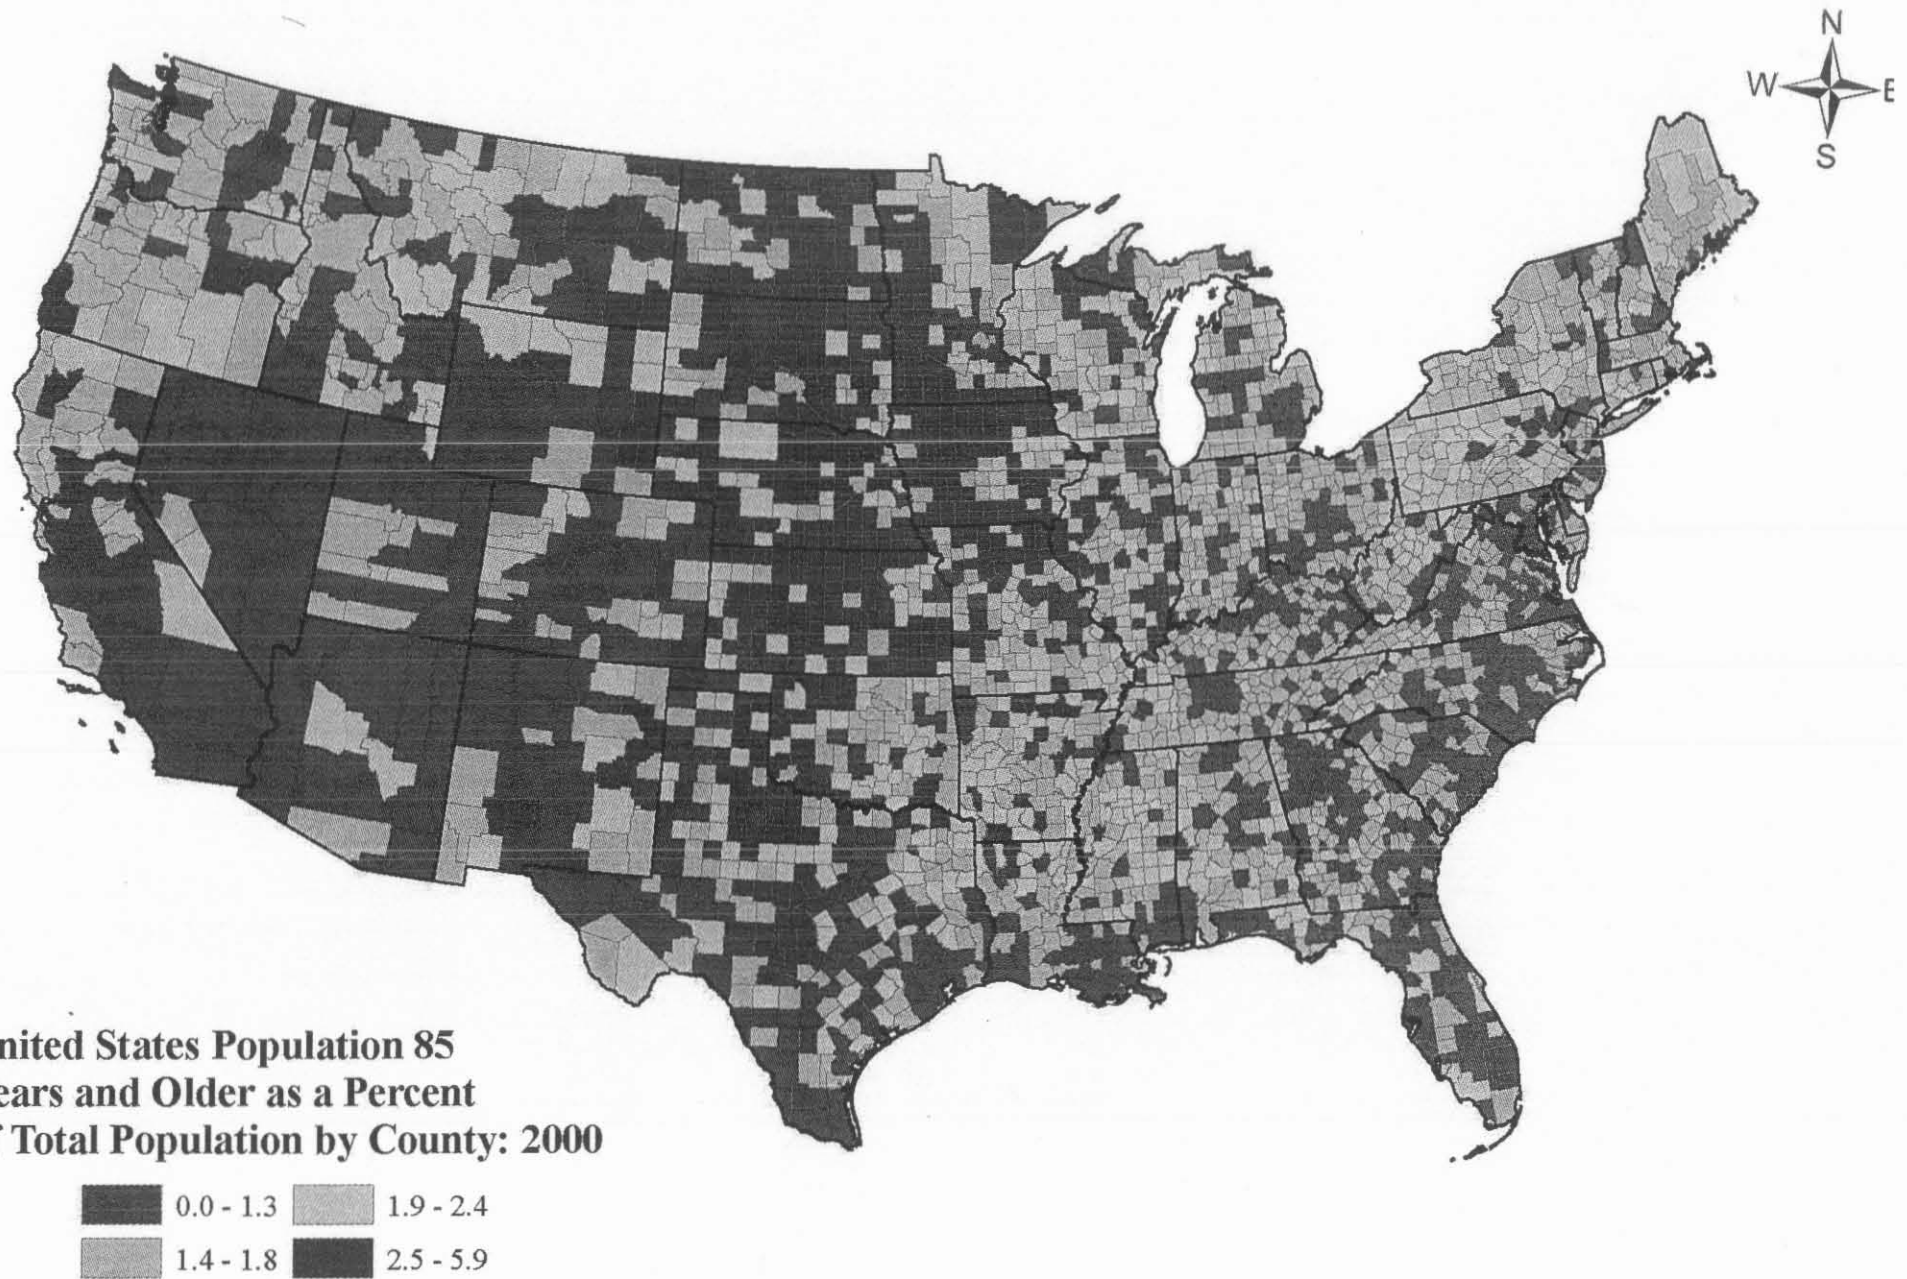 N
W E
S
nited States Population 85
ears and Older as a Percent
f Total Population by County: 2000
0.0 - 1.3 1.9 - 2.4
1.4 - 1.8 2.5 - 5.9